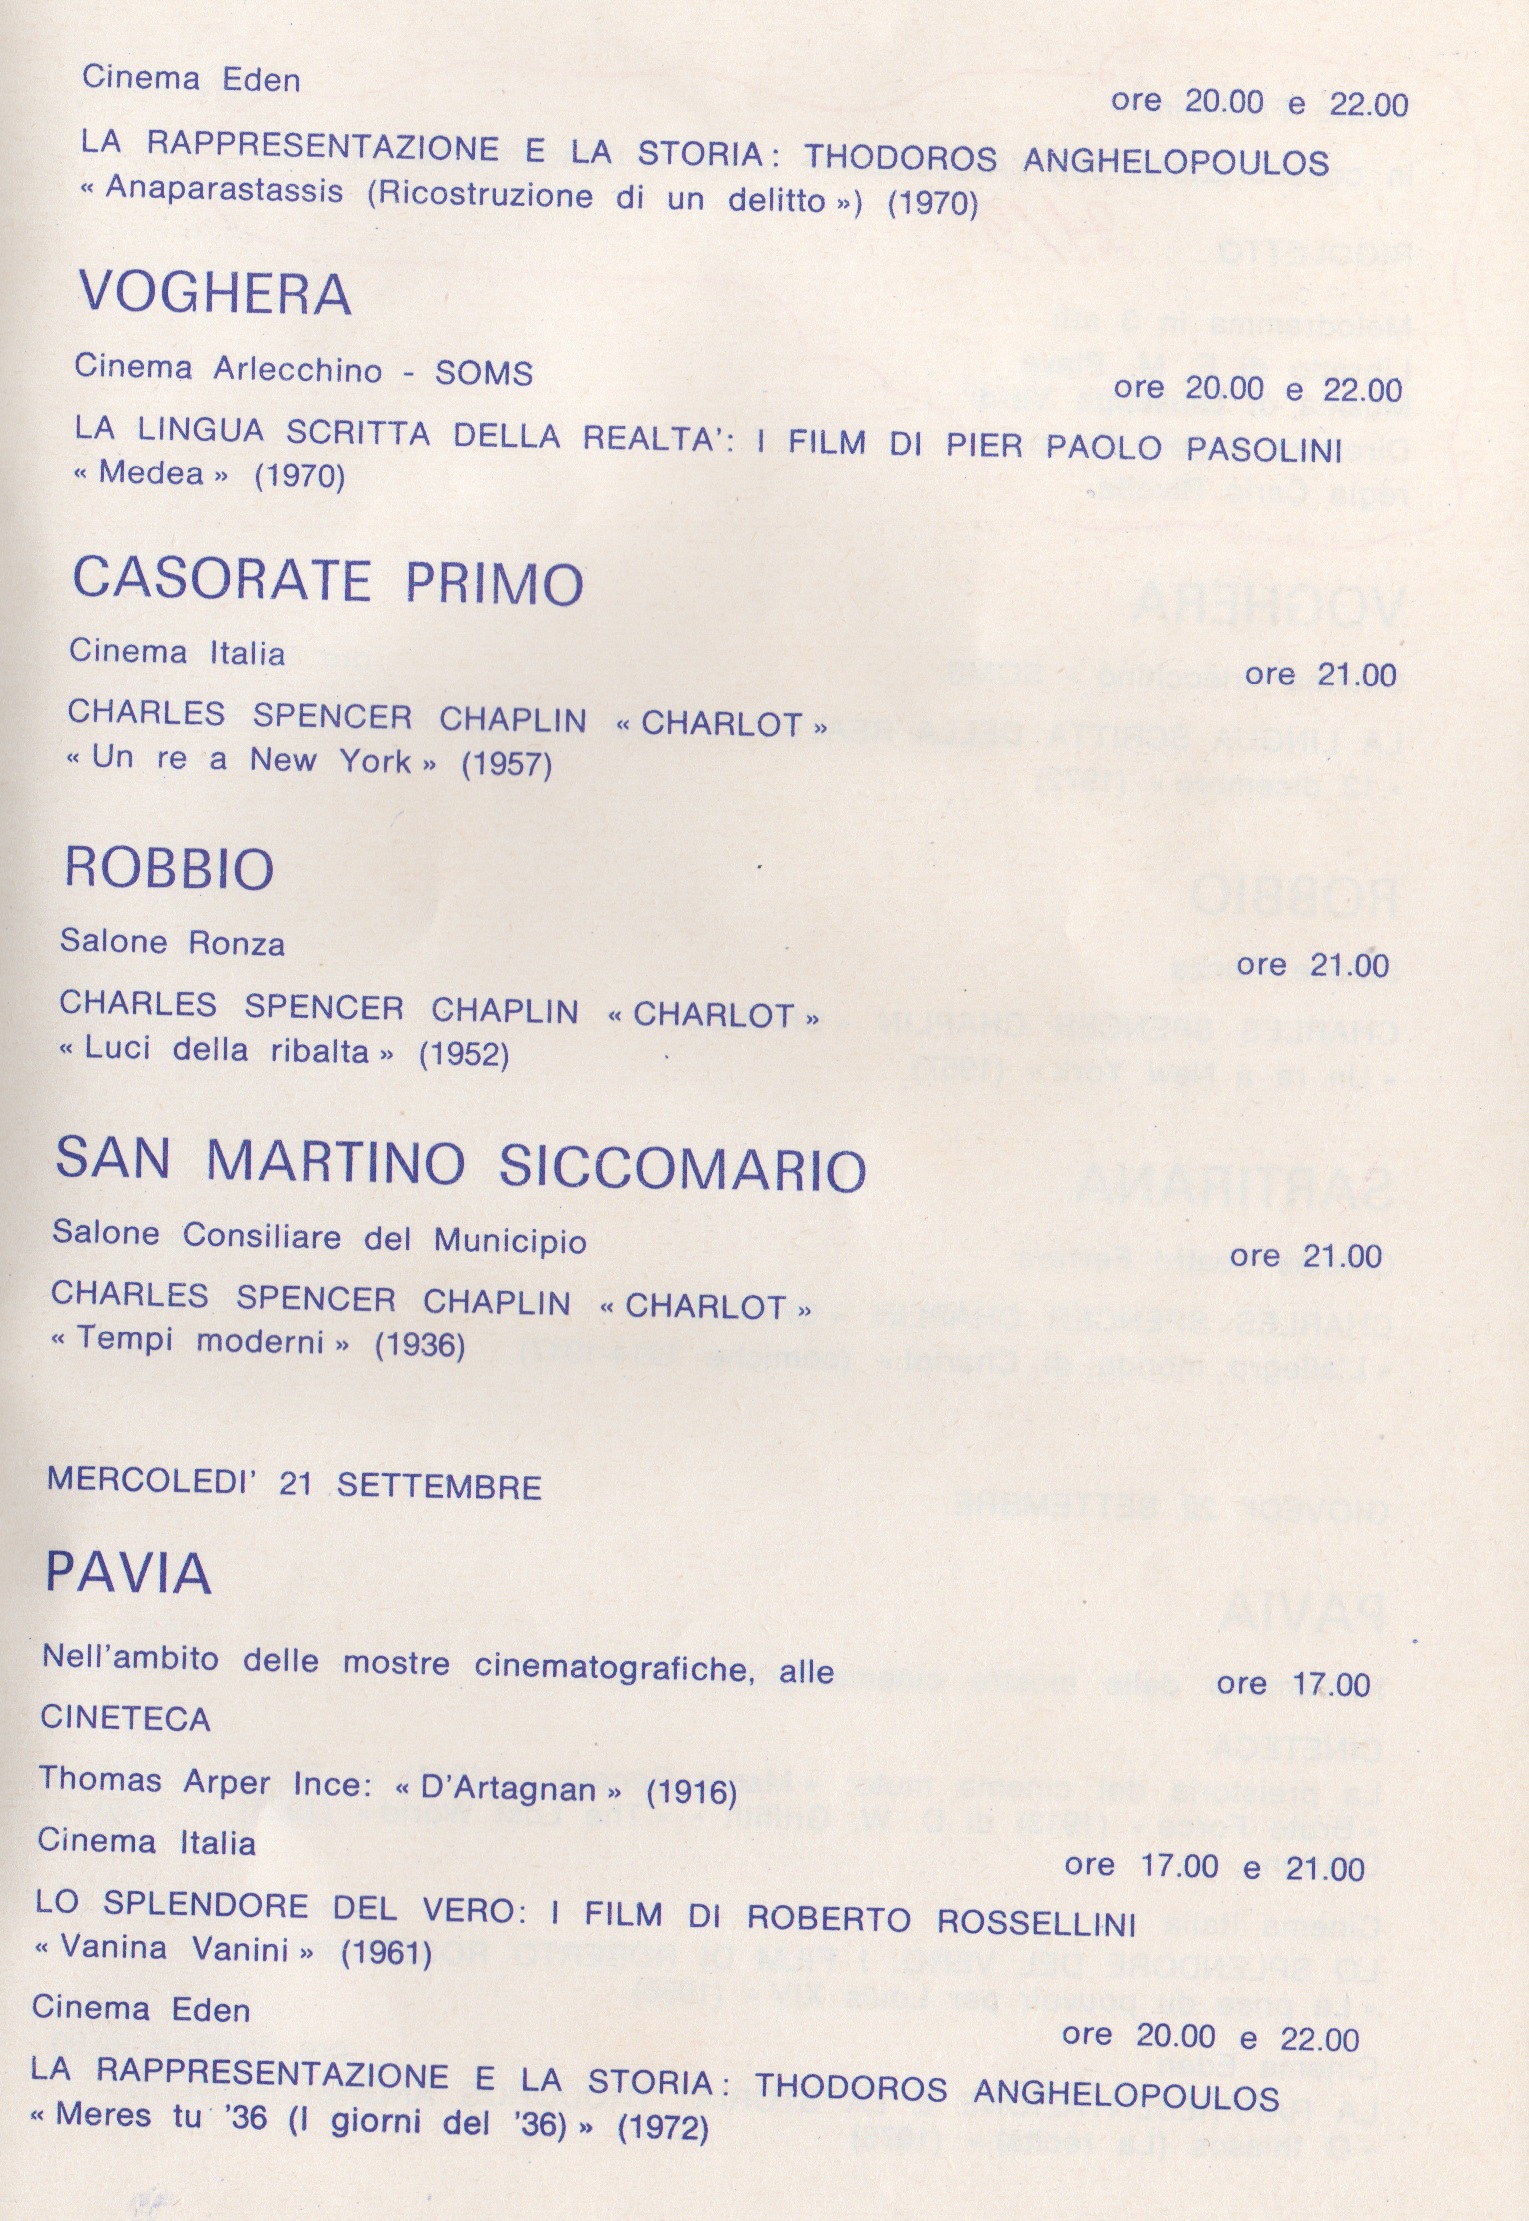 Cinema Eden
ore 20.00 e 22.00
LA RAPPRESENTAZIONE E LA STORIA: THODOROS ANGHELOPOULOS
« Anaparastassis (Ricostruzione di un delitto ») (1970)
VOGHERA
Cinema Arlecchino - SOMS
ore 20.00 e 22.00
LA LINGUA SCRITTA DELLA REALTA': I FILM DI PIER PAOLO PASOLINI
« Medea » (1970)
CASORATE PRIMO
Cinema Italia
ore 21.00
CHARLES SPENCER CHAPLIN « CHARLOT »
« Un re a New York » (1957)
ROBBIO
Salone Ronza
ore 21.00
CHARLES SPENCER CHAPLIN « CHARLOT »
« Luci della ribalta » (1952)
SAN MARTINO SICCOMARIO
Salone Consiliare del Municipio
ore 21.00
CHARLES SPENCER CHAPLIN « CHARLOT »
« Tempi moderni » (1936)
MERCOLEDI' 21 SETTEMBRE
PAVIA
Nell'ambito delle mostre cinematografiche, alle
ore 17.00
CINETECA
Thomas Arper Ince: « D'Artagnan » (1916)
Cinema Italia
ore 17.00 e 21.00
LO SPLENDORE DEL VERO: I FILM DI ROBERTO ROSSELLINI
« Vanina Vanini » (1961)
Cinema Eden
ore 20.00 e 22.00
LA RAPPRESENTAZIONE E LA STORIA: THODOROS ANGHELOPOULOS
« Meres tu '36 (I giorni del '36) » (1972)